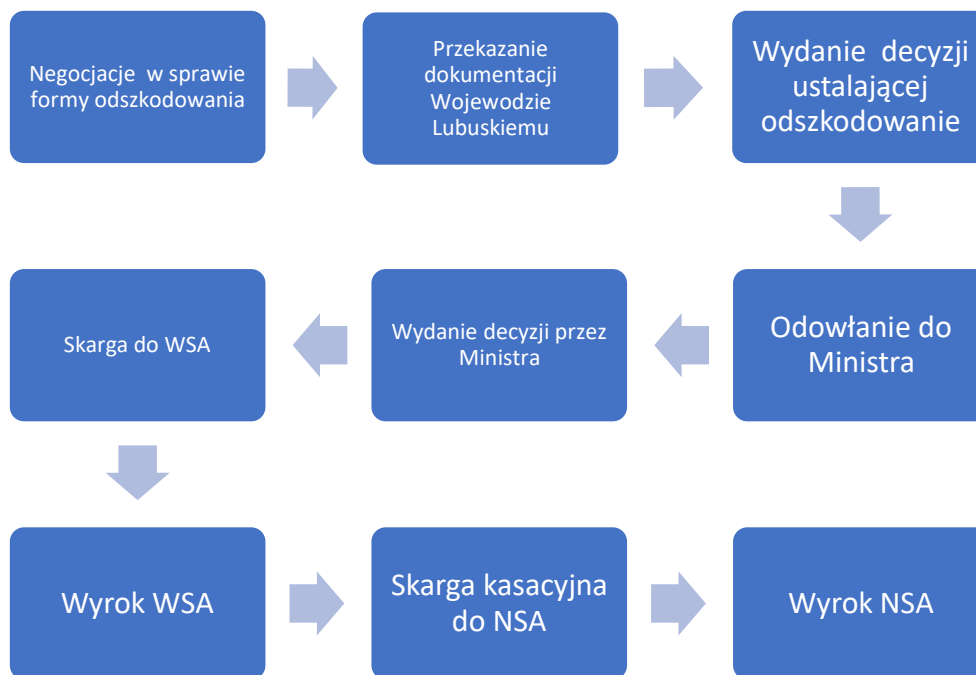 Negocjacje w sprawie
formy odszkodowania
Przekazanie
dokumentacji
Wojewodzie
Lubuskiemu
Wydanie decyzji
ustalającej
odszkodowanie
Odowłanie do
Ministra
Wydanie decyzji przez
Ministra
Skarga do WSA
Wyrok WSA
Skarga kasacyjna
do NSA
Wyrok NSA